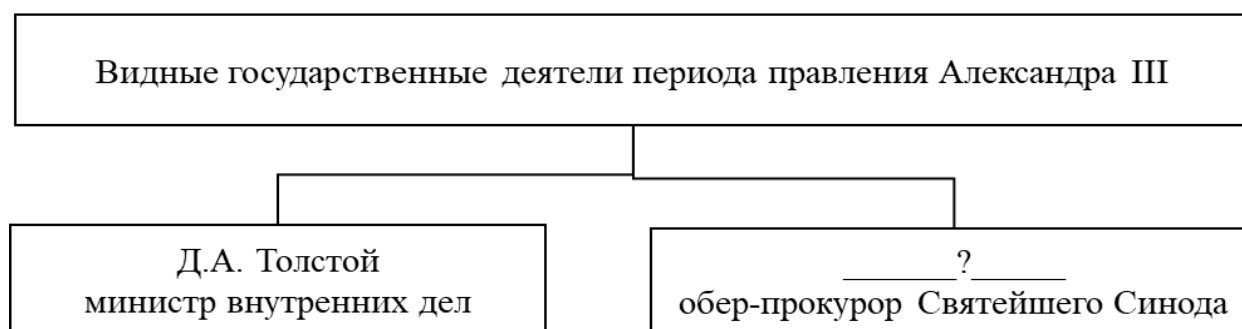 Видные государственные деятели периода правления Александра III
Д.А. Толстой
министр внутренних дел
_______?______
обер-прокурор Святейшего Синода